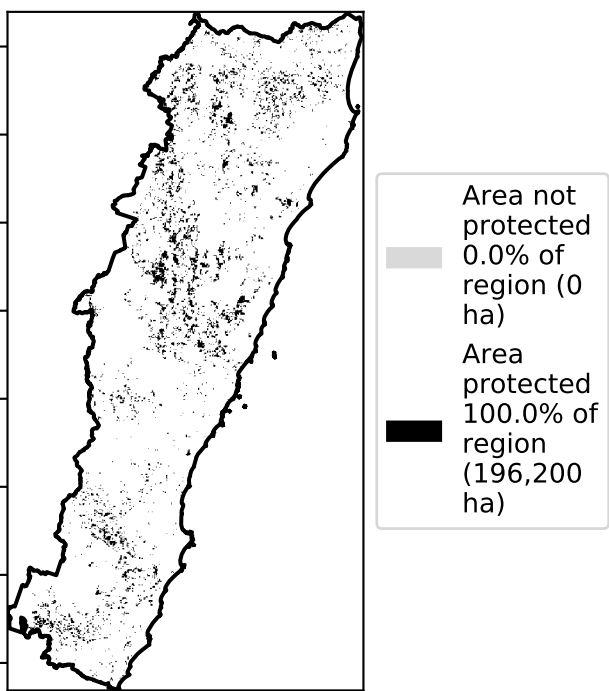 Area not
protected
0.0% of
region (0
ha)
Area
protected
100.0% of
region
(196,200
ha)